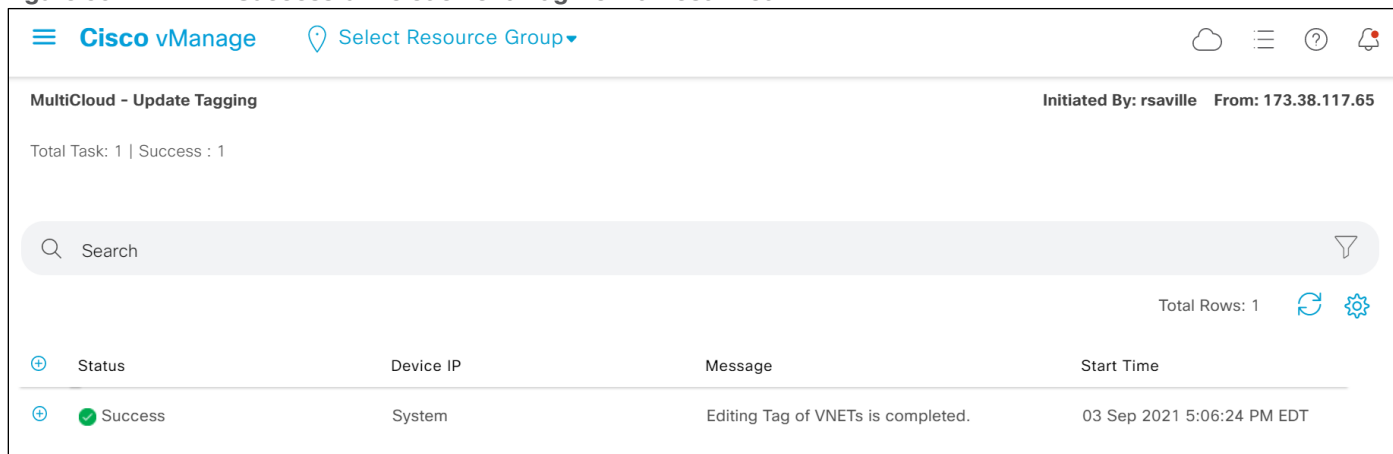 Cisco vManage Select Resource Group
MultiCloud - Update Tagging Initiated By: rsaville From: 173.38.117.65
Total Task: 1 | Success : 1
Search
Total Rows: 1
Status Device IP Message Start Time
Success System Editing Tag of VNETs is completed. 03 Sep 2021 5:06:24 PM EDT